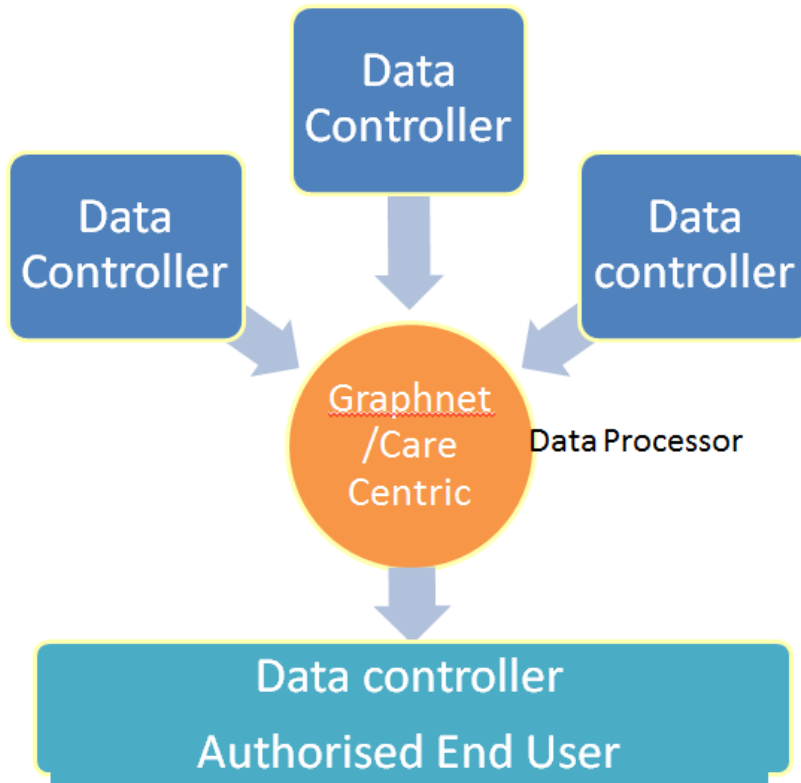 Data
Controller
Data
Controller
Data
controller
Graphnet
/Care
Centric
Data Processor
Data controller
Authorised End User